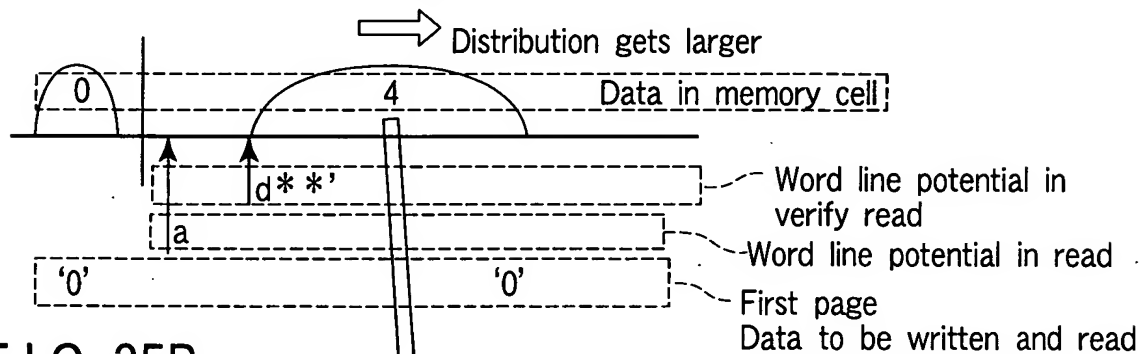 Distribution gets larger
0 4 Data in memory cell
d**'
Word line potential in
verify read
a
Word line potential in read
'0' '0'
First page
Data to be written and read